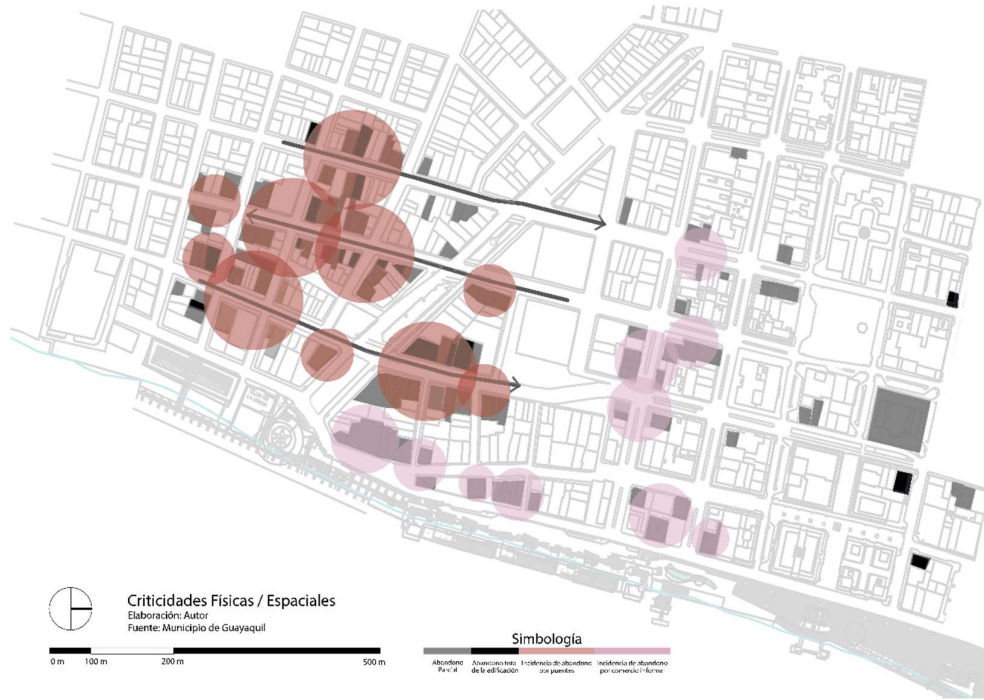 Criticidades Físicas / Espaciales
Elaboración: Autor
Fuente: Municipio de Guayaquil
0 m 100 m 200 m 500 m
Simbología
Abandono
Parcial
Abandono total
de la edificación
Incidencia de abandono
por puentes
Incidencia de abandono
por comercio informal